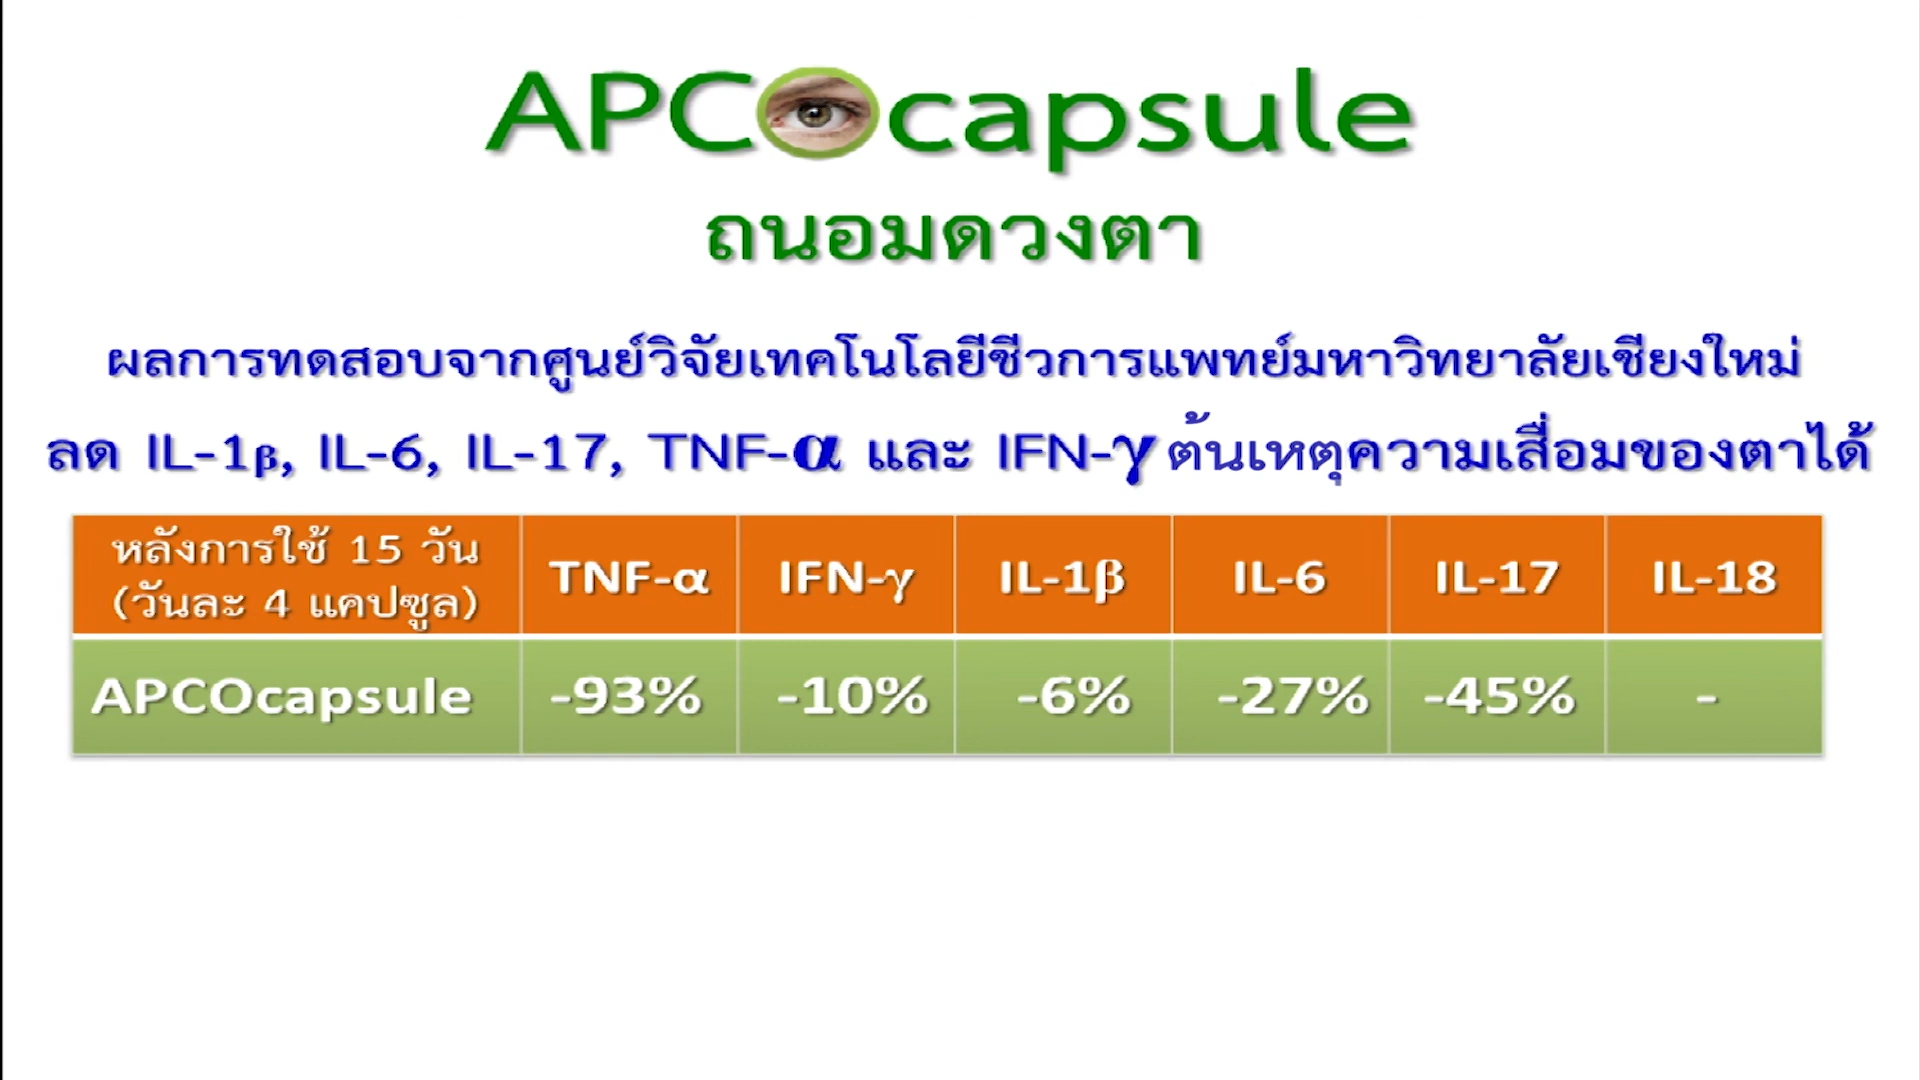 APCOcapsule
ถนอมดวงตา
ผลการทดสอบจากศูนย์วิจัยเทคโนโลยีชีวการแพทย์มหาวิทยาลัยเชียงใหม่
ลด IL-1β, IL-6, IL-17, TNF-α และ IFN-γ ต้นเหตุความเสื่อมของตาได้
หลังการใช้ 15 วัน
(วันละ 4 แคปซูล)
TNF-α IFN-γ IL-1β IL-6 IL-17 IL-18
APCOcapsule -93% -10% -6% -27% -45% -